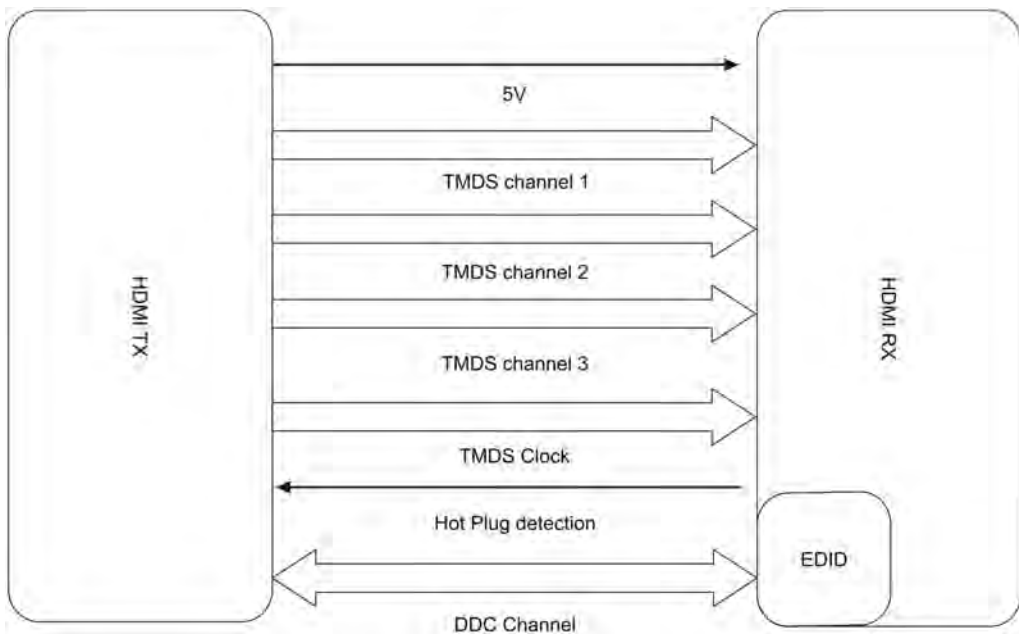 HDMI TX
5V
TMDS channel 1
TMDS channel 2
TMDS channel 3
TMDS Clock
Hot Plug detection
DDC Channel
HDMI RX
EDID